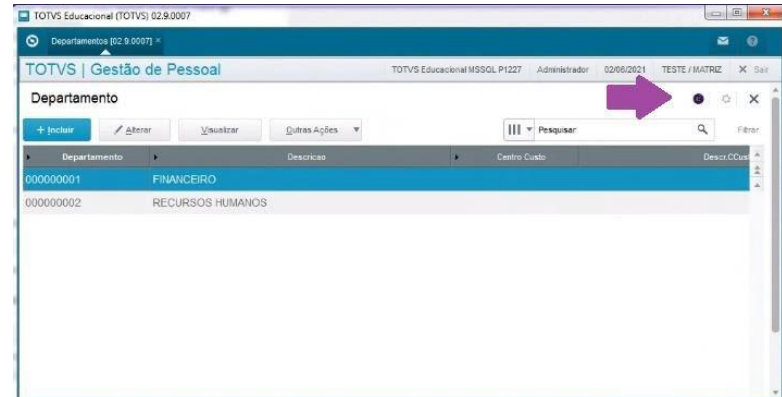 TOTVS Educacional (TOTVS) 02.9.0007
Departamentos [02.9.0007] ×
TOTVS | Gestão de Pessoal TOTVS Educacional MSSQL P1227 Administrador 02/06/2021 TESTE / MATRIZ X Sair
Departamento
+ Incluir Alterar Visualizar Outras Ações Pesquisar Filtrar
Departamento Descricao Centro Custo Descr.CCust
000000001 FINANCEIRO
000000002 RECURSOS HUMANOS